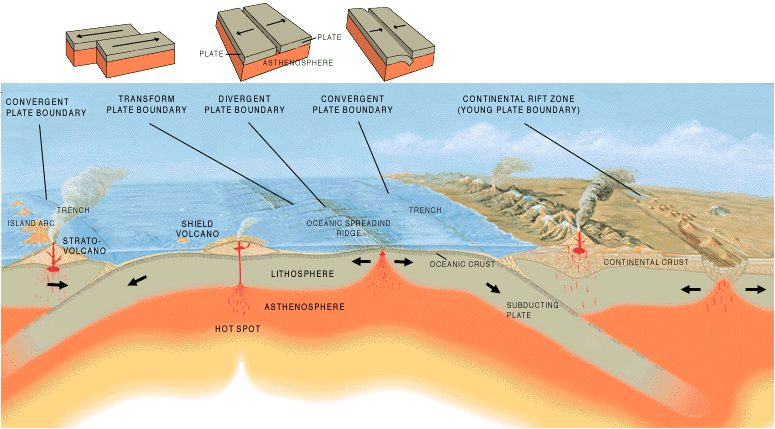 PLATE
PLATE
ASTHENOSPHERE
CONVERGENT
PLATE BOUNDARY
TRANSFORM
PLATE BOUNDARY
DIVERGENT
PLATE BOUNDARY
CONVERGENT
PLATE BOUNDARY
CONTINENTAL RIFT ZONE
(YOUNG PLATE BOUNDARY)
TRENCH
ISLAND ARC
STRATO-
VOLCANO
SHIELD
VOLCANO
OCEANIC SPREADIND
RIDGE
TRENCH
OCEANIC CRUST
CONTINENTAL CRUST
LITHOSPHERE
ASTHENOSPHERE
SUBDUCTING
PLATE
HOT SPOT